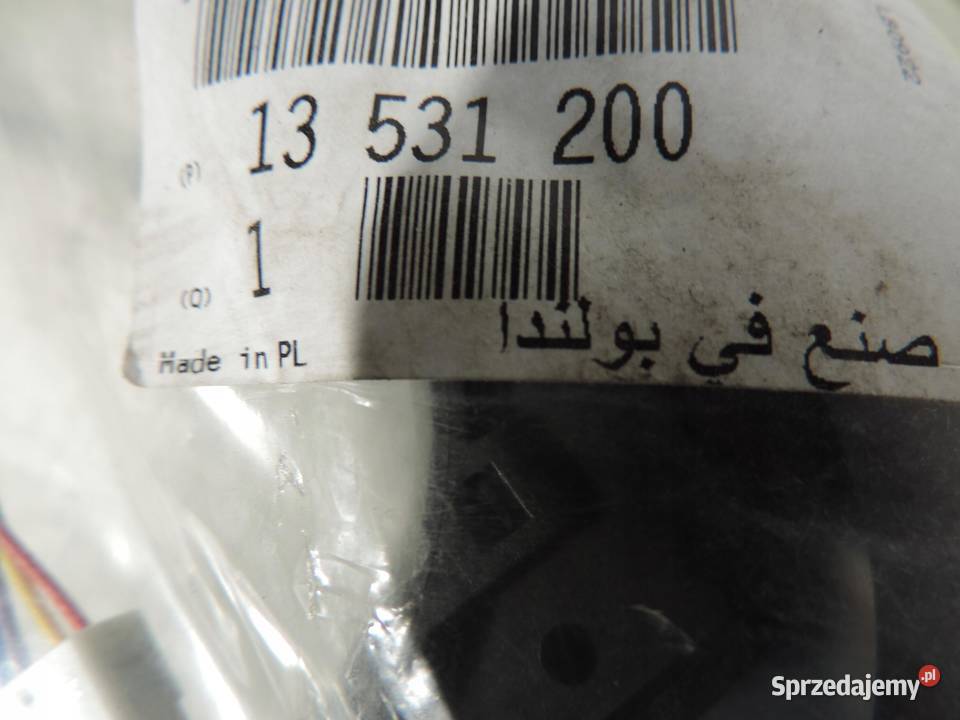 (P) 13 531 200
(Q) 1
Made in PL
صنع في بولندا
Sprzedajemy.pl